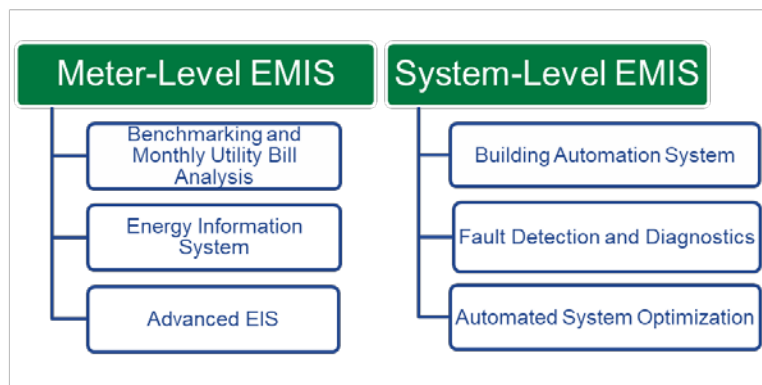 Meter-Level EMIS
Benchmarking and
Monthly Utility Bill
Analysis
Energy Information
System
Advanced EIS
System-Level EMIS
Building Automation System
Fault Detection and Diagnostics
Automated System Optimization